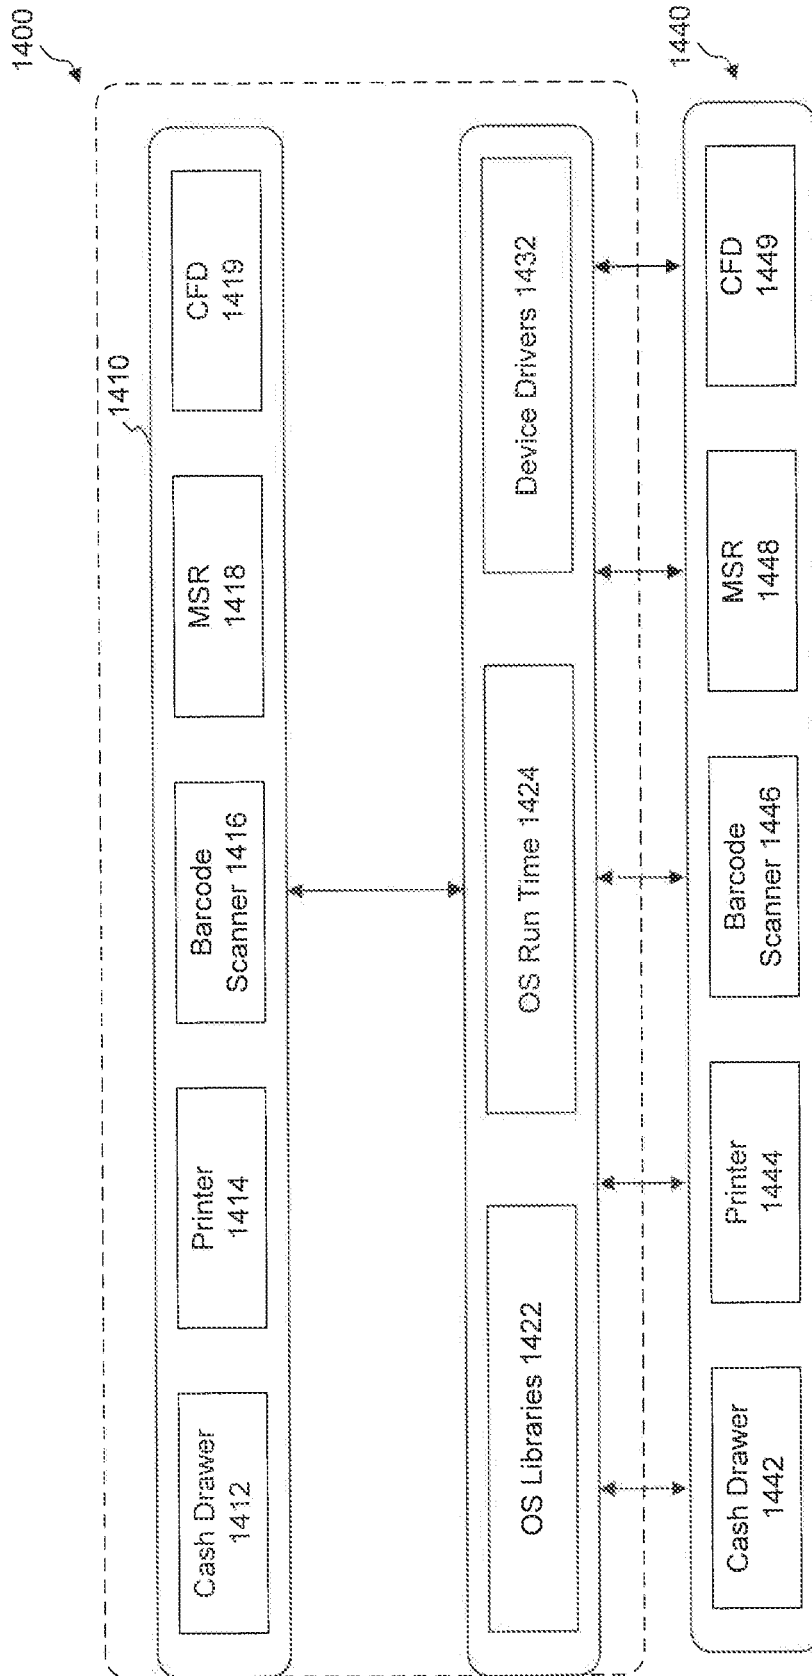 1400
1410
Cash Drawer
1412
Printer
1414
Barcode
Scanner 1416
MSR
1418
CFD
1419
OS Libraries 1422
OS Run Time 1424
Device Drivers 1432
1440
Cash Drawer
1442
Printer
1444
Barcode
Scanner 1446
MSR
1448
CFD
1449